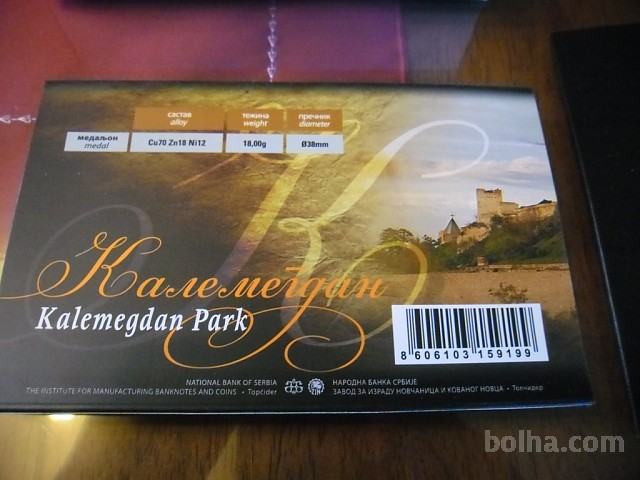 састав тежина пречник
alloy weight diameter
медаљон
medal
Cu70 Zn18 Ni12 18,00g Ø38mm
K
Калемегдан
Kalemegdan Park
8 606103 159199
NATIONAL BANK OF SERBIA НАРОДНА БАНКА СРБИЈЕ
THE INSTITUTE FOR MANUFACTURING BANKNOTES AND COINS • Topčider ЗАВОД ЗА ИЗРАДУ НОВЧАНИЦА И КОВАНОГ НОВЦА • Топчидер
bolha.com